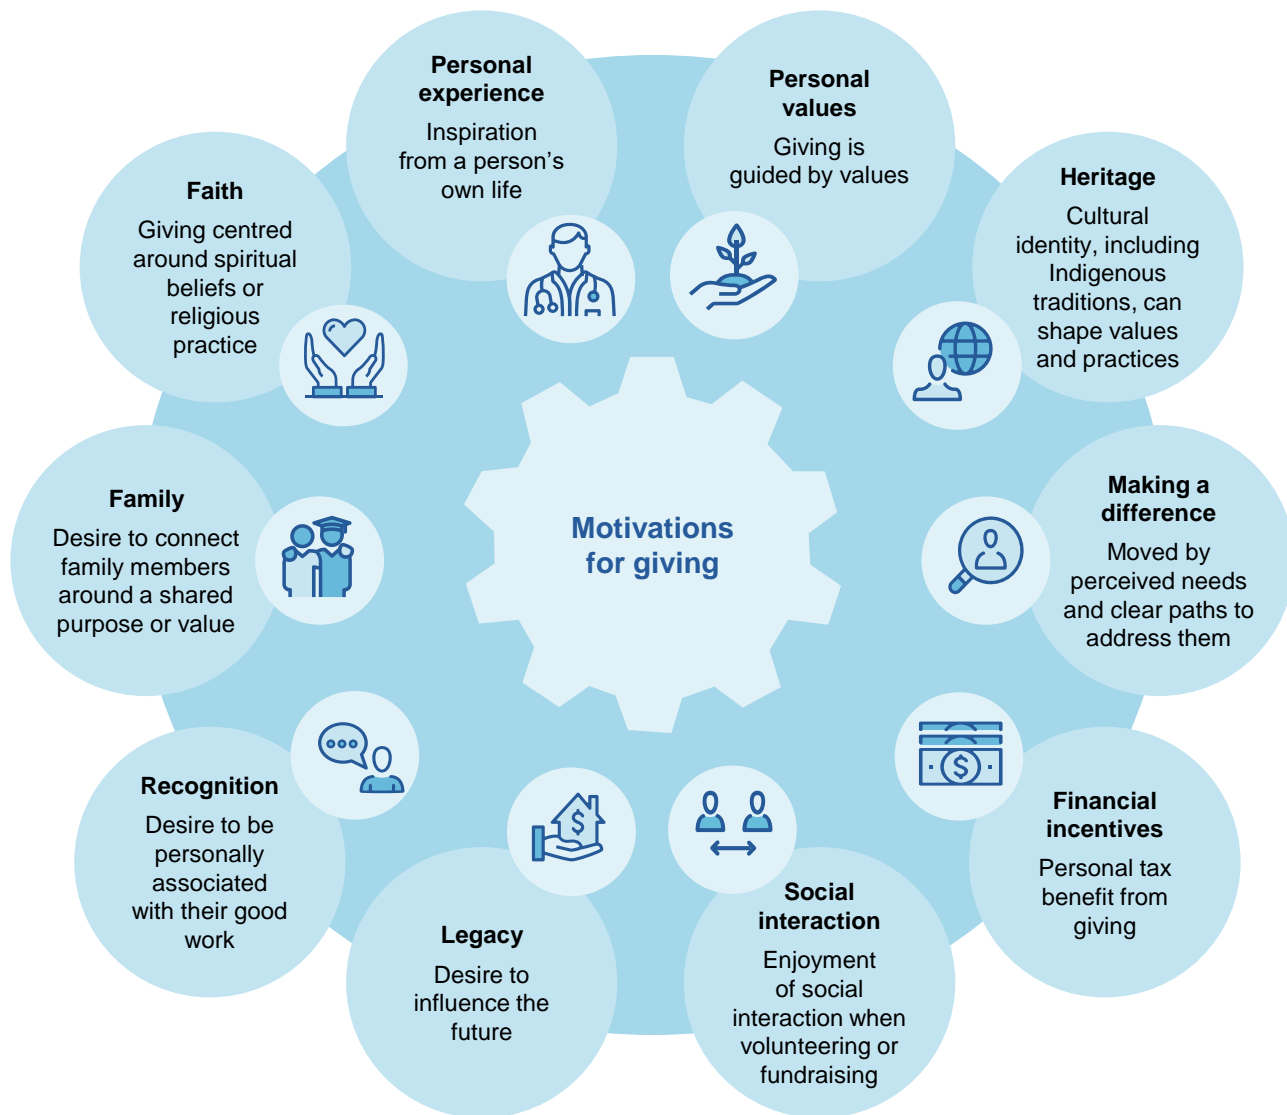 Motivations
for giving
Personal
experience
Inspiration
from a person's
own life
Personal
values
Giving is
guided by values
Heritage
Cultural
identity, including
Indigenous
traditions, can
shape values
and practices
Making a
difference
Moved by
perceived needs
and clear paths to
address them
Financial
incentives
Personal tax
benefit from
giving
Social
interaction
Enjoyment
of social
interaction when
volunteering or
fundraising
Legacy
Desire to
influence the
future
Recognition
Desire to be
personally
associated
with their good
work
Family
Desire to connect
family members
around a shared
purpose or value
Faith
Giving centred
around spiritual
beliefs or
religious
practice
$
$